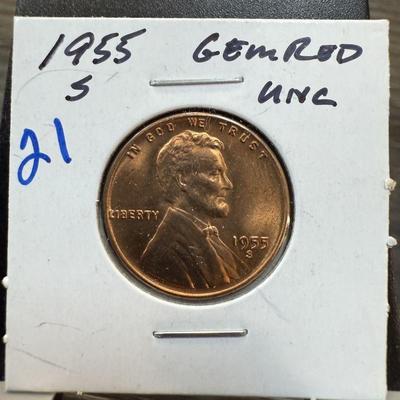 1955 GEM RED
S UNC
21
IN GOD WE TRUST
LIBERTY
1955
S